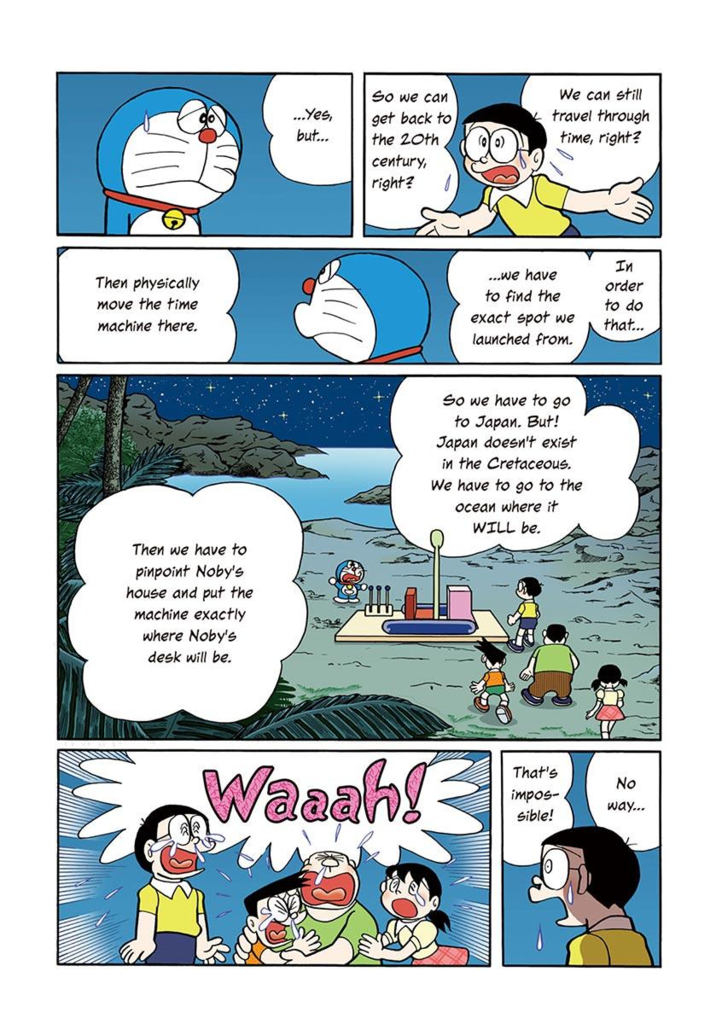 We can still
travel through
time, right?
So we can
get back to
the 20th
century,
right?
...Yes,
but...
In
order
to do
that...
...we have
to find the
exact spot we
launched from.
Then physically
move the time
machine there.
So we have to go
to Japan. But!
Japan doesn't exist
in the Cretaceous.
We have to go to the
ocean where it
WILL be.
Then we have to
pinpoint Noby's
house and put the
machine exactly
where Noby's
desk will be.
No
way...
That's
impos-
sible!
Waaah!